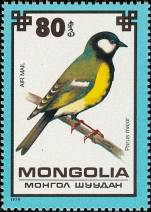 80
AIR MAIL
Parus major
MONGOLIA
МОНГОЛ ШУУДАН
1979